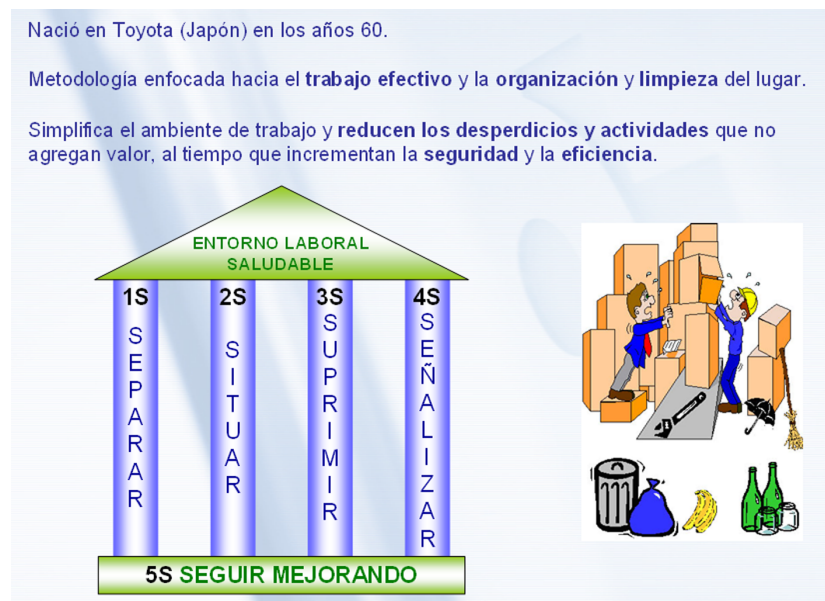 Nació en Toyota (Japón) en los años 60.
Metodología enfocada hacia el trabajo efectivo y la organización y limpieza del lugar.
Simplifica el ambiente de trabajo y reducen los desperdicios y actividades que no
agregan valor, al tiempo que incrementan la seguridad y la eficiencia.
ENTORNO LABORAL
SALUDABLE
1S
SEPARAR
2S
SITUAR
3S
SUPRIMIR
4S
SEÑALIZAR
5S SEGUIR MEJORANDO